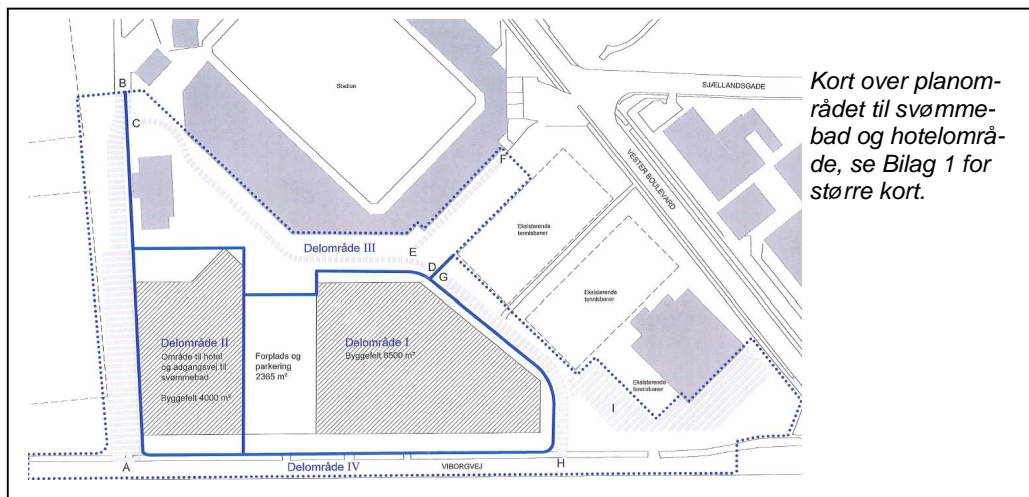 Kort over planom-
rådet til svømme-
bad og hotelområ-
de, se Bilag 1 for
større kort.
Stadion
SJÆLLANDSGADE
VESTER BOULEVARD
B
C
F
Eksisterende
tennisbaner
Delområde III
E
D
G
Eksisterende
tennisbaner
Delområde II
Område til hotel
og adgangsvej til
svømmebad
Byggefelt 4000 m²
Forplads og
parkering
2365 m²
Delområde I
Byggefelt 8500 m²
Eksisterende
tennisbaner
I
A
Delområde IV
VIBORGVEJ
H